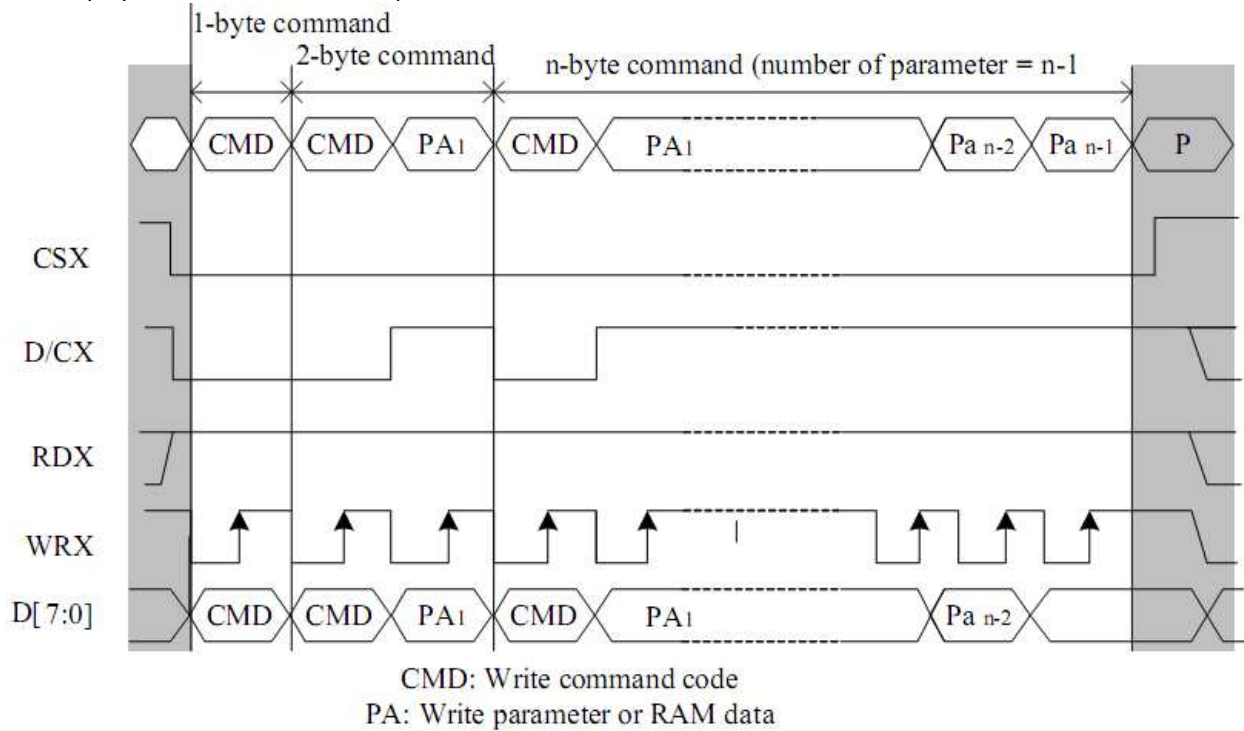 1-byte command
2-byte command
n-byte command (number of parameter = n-1
CMD CMD PA1 CMD PA1 Pa n-2 Pa n-1 P
CSX
D/CX
RDX
WRX
D[7:0] CMD CMD PA1 CMD PA1 Pa n-2
CMD: Write command code
PA: Write parameter or RAM data